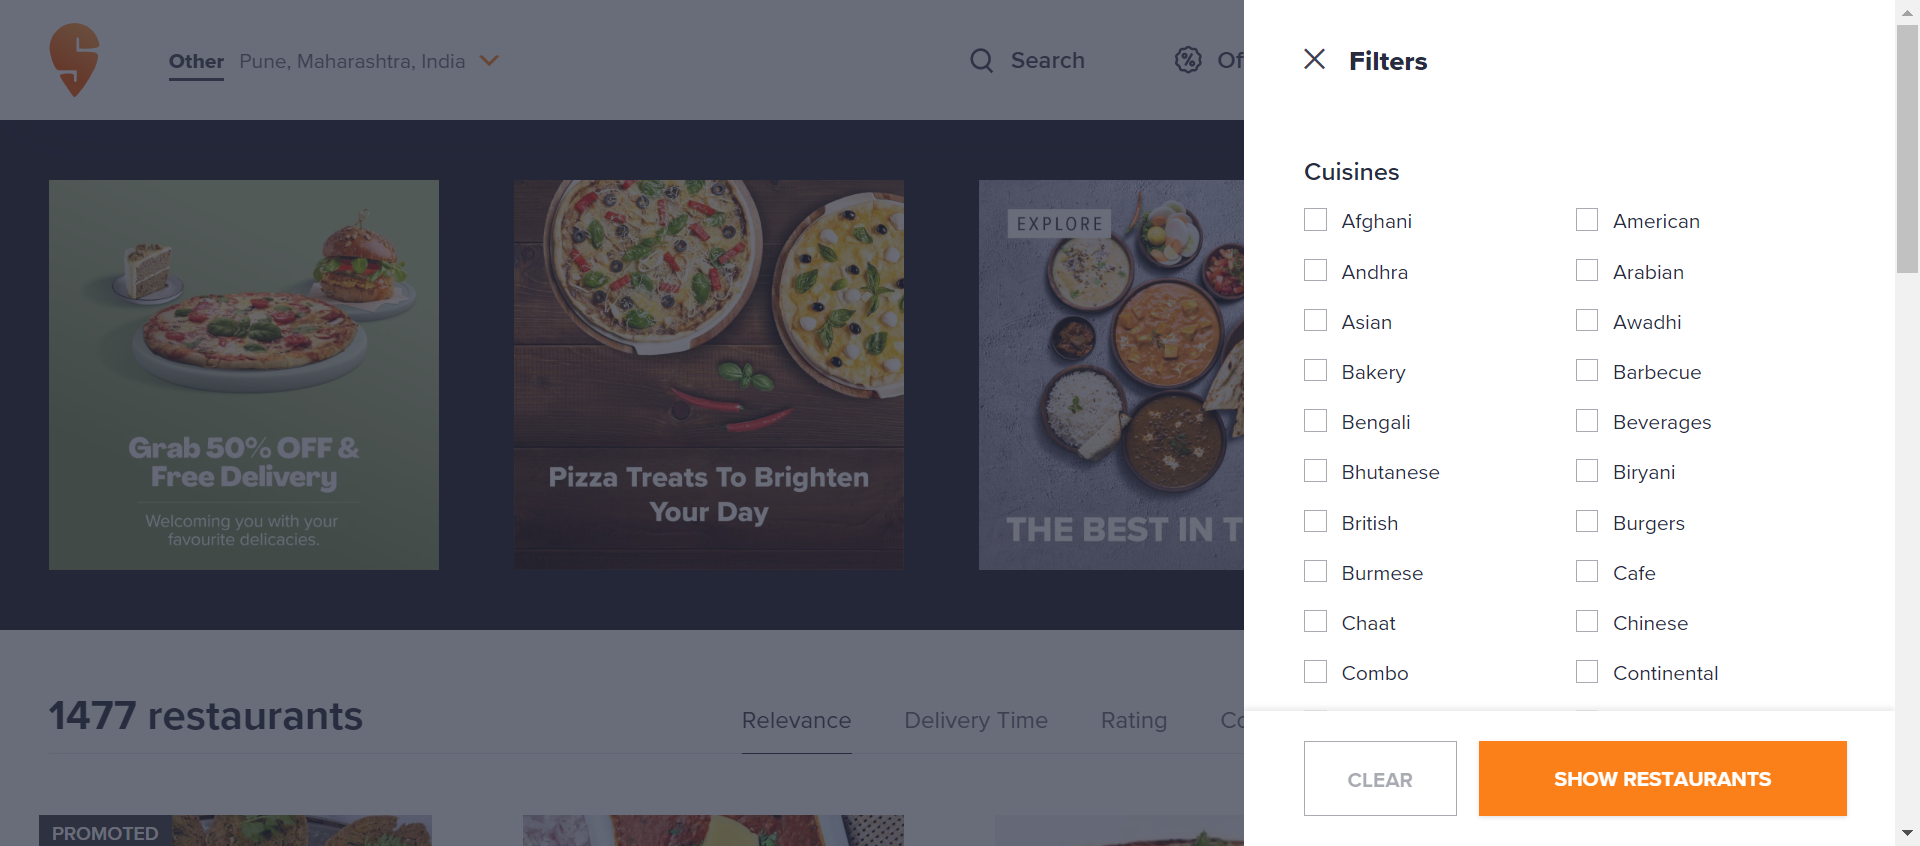 Other Pune, Maharashtra, India
Search
Grab 50% OFF &
Free Delivery
Welcoming you with your
favourite delicacies.
Pizza Treats To Brighten
Your Day
EXPLORE
THE BEST IN T
1477 restaurants
Relevance
Delivery Time
Rating
PROMOTED
Filters
Cuisines
Afghani
American
Andhra
Arabian
Asian
Awadhi
Bakery
Barbecue
Bengali
Beverages
Bhutanese
Biryani
British
Burgers
Burmese
Cafe
Chaat
Chinese
Combo
Continental
CLEAR
SHOW RESTAURANTS